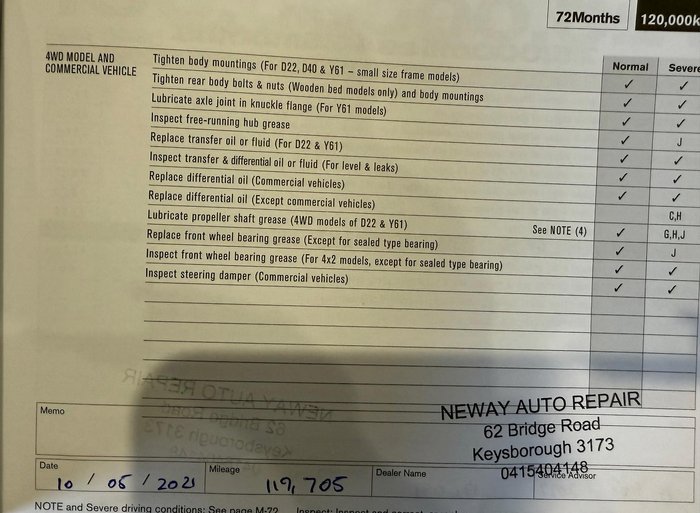 72Months 120,000k
4WD MODEL AND
COMMERCIAL VEHICLE
Normal Severe
Tighten body mountings (For D22, D40 & Y61 – small size frame models) ✓ ✓
Tighten rear body bolts & nuts (Wooden bed models only) and body mountings ✓ ✓
Lubricate axle joint in knuckle flange (For Y61 models) ✓ ✓
Inspect free-running hub grease ✓ J
Replace transfer oil or fluid (For D22 & Y61) ✓ ✓
Inspect transfer & differential oil or fluid (For level & leaks) ✓ ✓
Replace differential oil (Commercial vehicles)
Replace differential oil (Except commercial vehicles) C,H
Lubricate propeller shaft grease (4WD models of D22 & Y61) See NOTE (4) ✓ G,H,J
Replace front wheel bearing grease (Except for sealed type bearing) ✓ J
Inspect front wheel bearing grease (For 4x2 models, except for sealed type bearing) ✓ ✓
Inspect steering damper (Commercial vehicles) ✓ ✓
Memo
NEWAY AUTO REPAIR
62 Bridge Road
Keysborough 3173
0415404148
Date 10 / 05 / 2021
Mileage 119,705
Dealer Name
Service Advisor
NOTE and Severe driving conditions: See page M-72